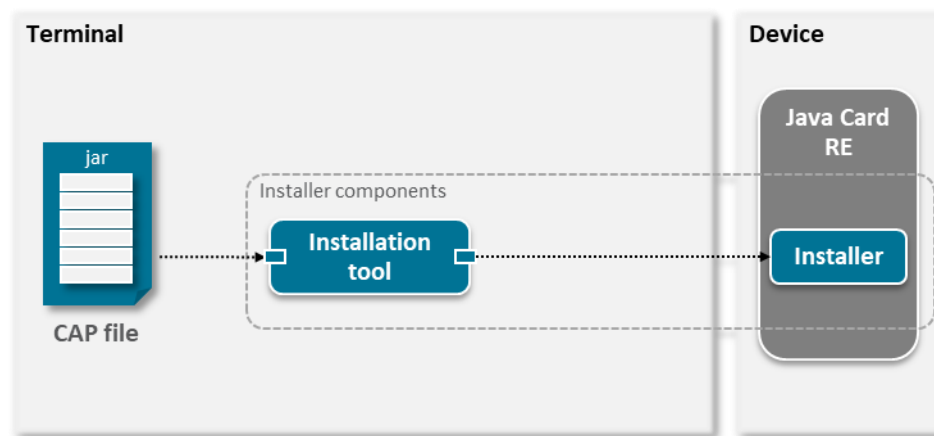 Terminal
Device
Java Card
RE
jar
Installer components
Installation
tool
Installer
CAP file